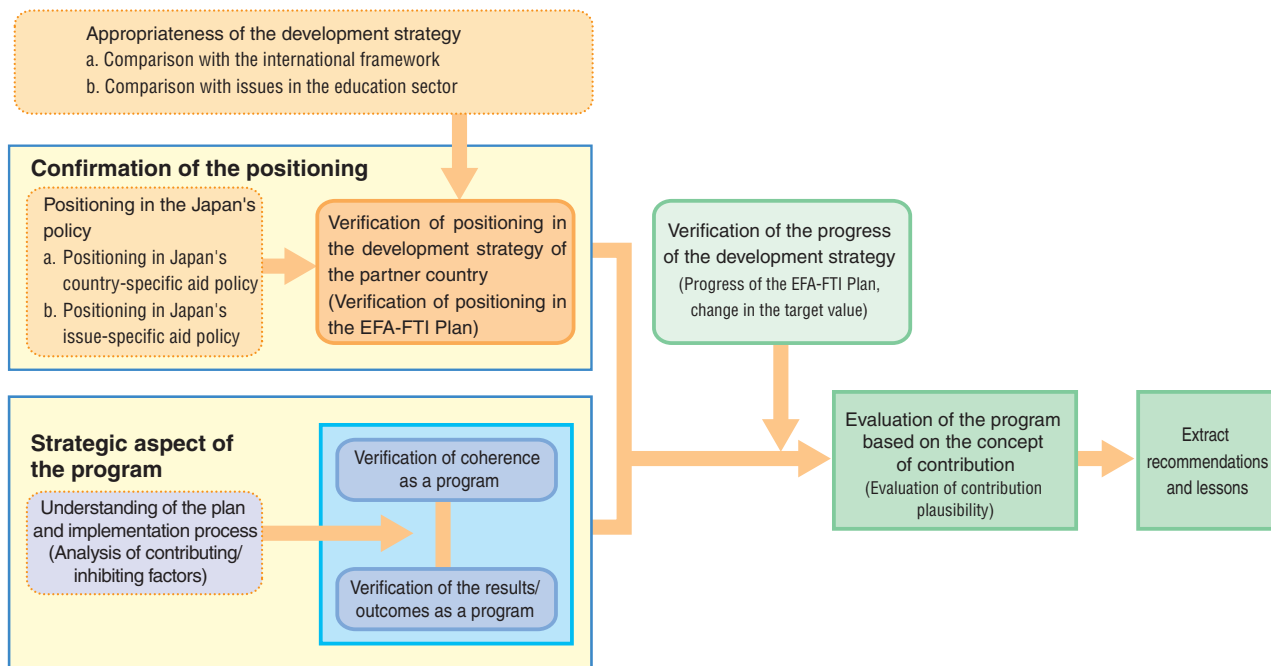 Appropriateness of the development strategy
a. Comparison with the international framework
b. Comparison with issues in the education sector
Confirmation of the positioning
Positioning in the Japan's
policy
a. Positioning in Japan's
country-specific aid policy
b. Positioning in Japan's
issue-specific aid policy
Verification of positioning in
the development strategy of
the partner country
(Verification of positioning in
the EFA-FTI Plan)
Verification of the progress
of the development strategy
(Progress of the EFA-FTI Plan,
change in the target value)
Strategic aspect of
the program
Understanding of the plan
and implementation process
(Analysis of contributing/
inhibiting factors)
Verification of coherence
as a program
Verification of the results/
outcomes as a program
Evaluation of the program
based on the concept
of contribution
(Evaluation of contribution
plausibility)
Extract
recommendations
and lessons